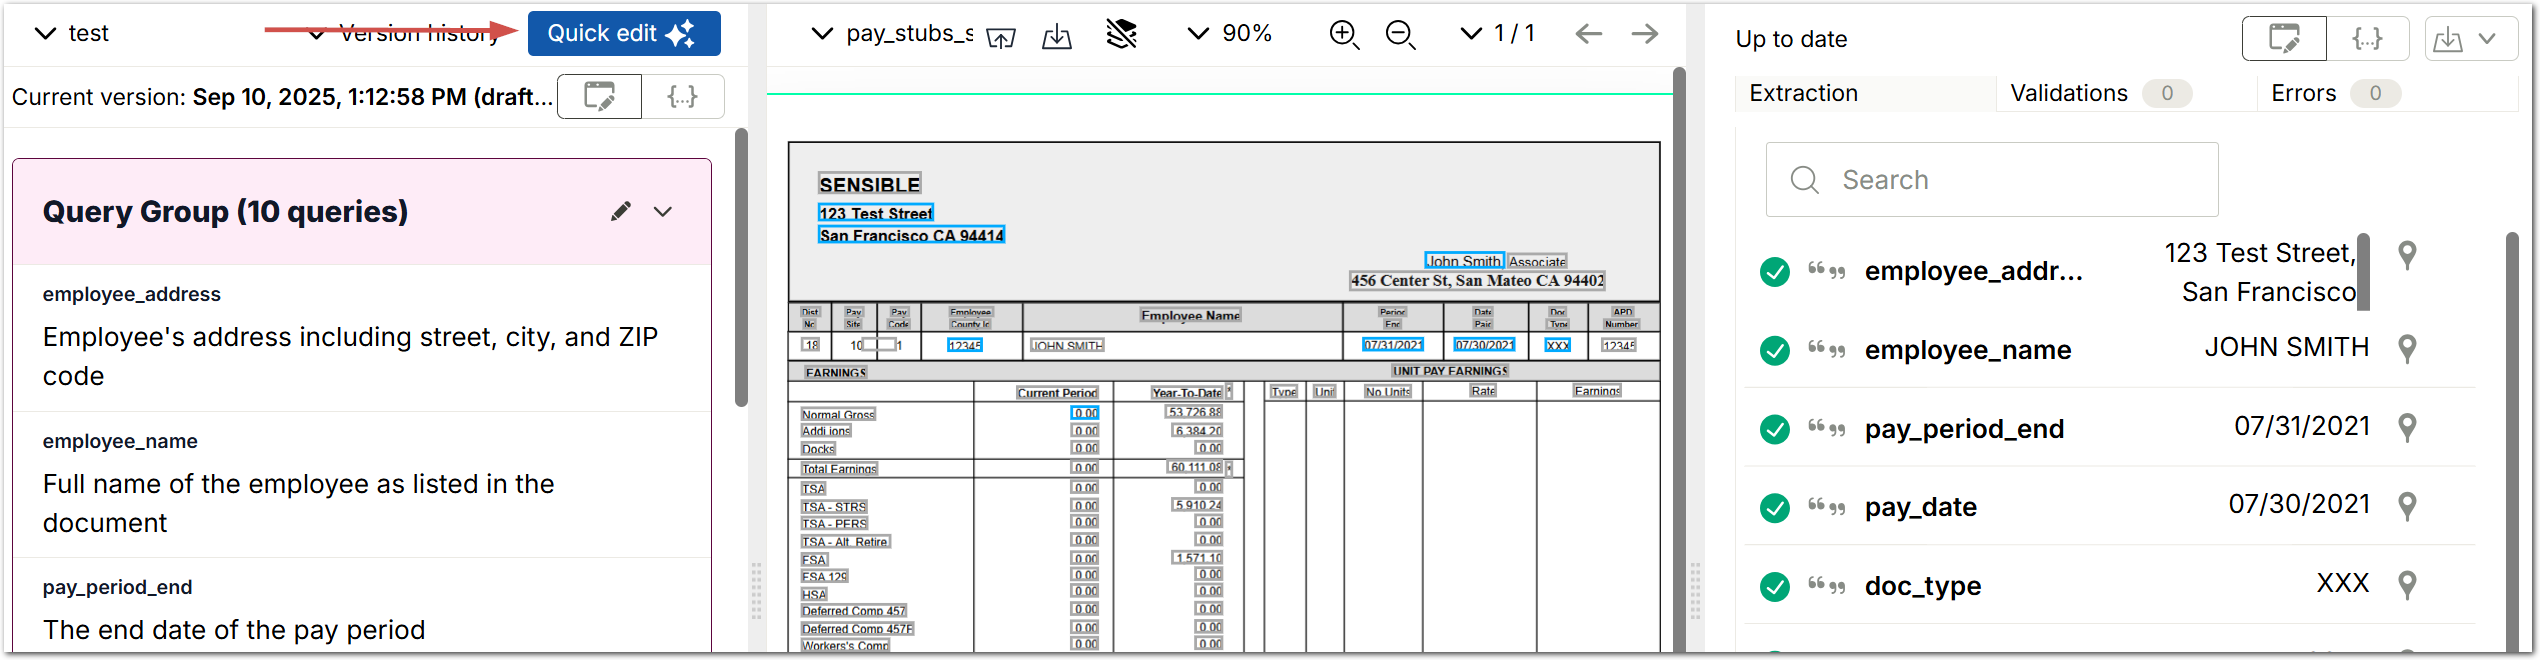 test
Version history
Quick edit
Current version: Sep 10, 2025, 1:12:58 PM (draft...
{...}
Query Group (10 queries)
employee_address
Employee's address including street, city, and ZIP
code
employee_name
Full name of the employee as listed in the
document
pay_period_end
The end date of the pay period
pay_stubs_s
90%
1 / 1
SENSIBLE
123 Test Street
San Francisco CA 94414
John Smith Associate
456 Center St, San Mateo CA 94402
Dist Pay Pay Employee Employee Name Period Date Doc APD
No Site Code County Id End Paid Type Number
18 10 1 12345 JOHN SMITH 07/31/2021 07/30/2021 XXX 12345
EARNINGS UNIT PAY EARNINGS
Current Period Year-To-Date Type Unit No.Units Rate Earnings
Normal Gross 0.00 53,726.88
Addi ions 0.00 6,384.20
Docks 0.00 0.00
Total Earnings 0.00 60,111.08
TSA 0.00 0.00
TSA - STRS 0.00 5,910.24
TSA - PERS 0.00 0.00
TSA - Alt. Retire 0.00 0.00
FSA 0.00 1,571.10
FSA 129 0.00 0.00
HSA 0.00 0.00
Deferred Comp 457 0.00 0.00
Deferred Comp 457F 0.00 0.00
Workers's Comp 0.00 0.00
Up to date
{...}
Extraction
Validations 0
Errors 0
Search
employee_addr... 123 Test Street,
San Francisco
employee_name JOHN SMITH
pay_period_end 07/31/2021
pay_date 07/30/2021
doc_type XXX